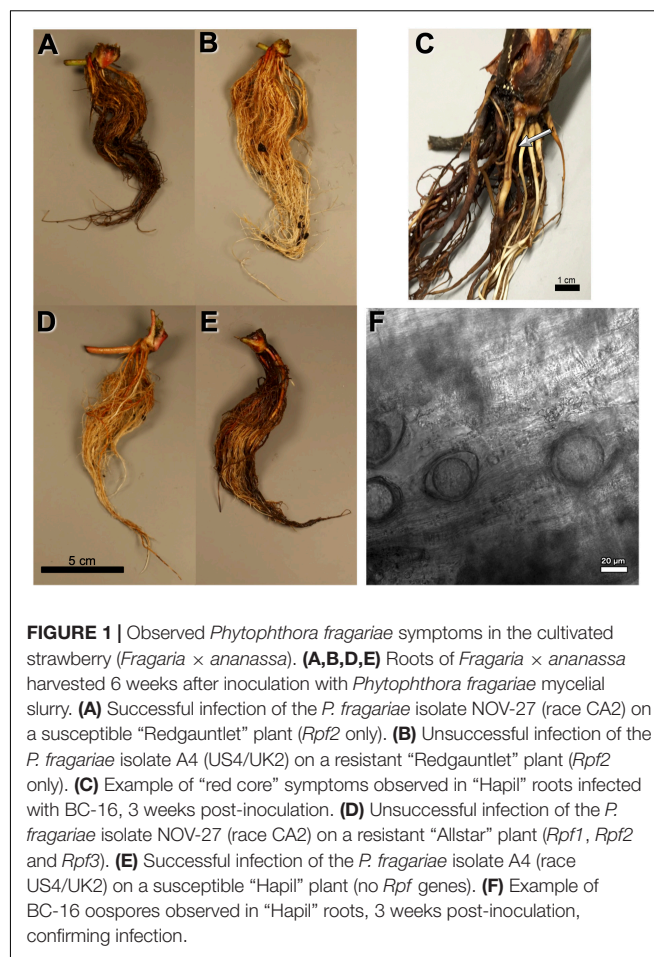 A
B
C
1 cm
D
E
F
5 cm
20 µm
FIGURE 1 | Observed Phytophthora fragariae symptoms in the cultivated
strawberry (Fragaria × ananassa). (A,B,D,E) Roots of Fragaria × ananassa
harvested 6 weeks after inoculation with Phytophthora fragariae mycelial
slurry. (A) Successful infection of the P. fragariae isolate NOV-27 (race CA2) on
a susceptible “Redgauntlet” plant (Rpf2 only). (B) Unsuccessful infection of the
P. fragariae isolate A4 (US4/UK2) on a resistant “Redgauntlet” plant (Rpf2
only). (C) Example of “red core” symptoms observed in “Hapil” roots infected
with BC-16, 3 weeks post-inoculation. (D) Unsuccessful infection of the P.
fragariae isolate NOV-27 (race CA2) on a resistant “Allstar” plant (Rpf1, Rpf2
and Rpf3). (E) Successful infection of the P. fragariae isolate A4 (race
US4/UK2) on a susceptible “Hapil” plant (no Rpf genes). (F) Example of
BC-16 oospores observed in “Hapil” roots, 3 weeks post-inoculation,
confirming infection.